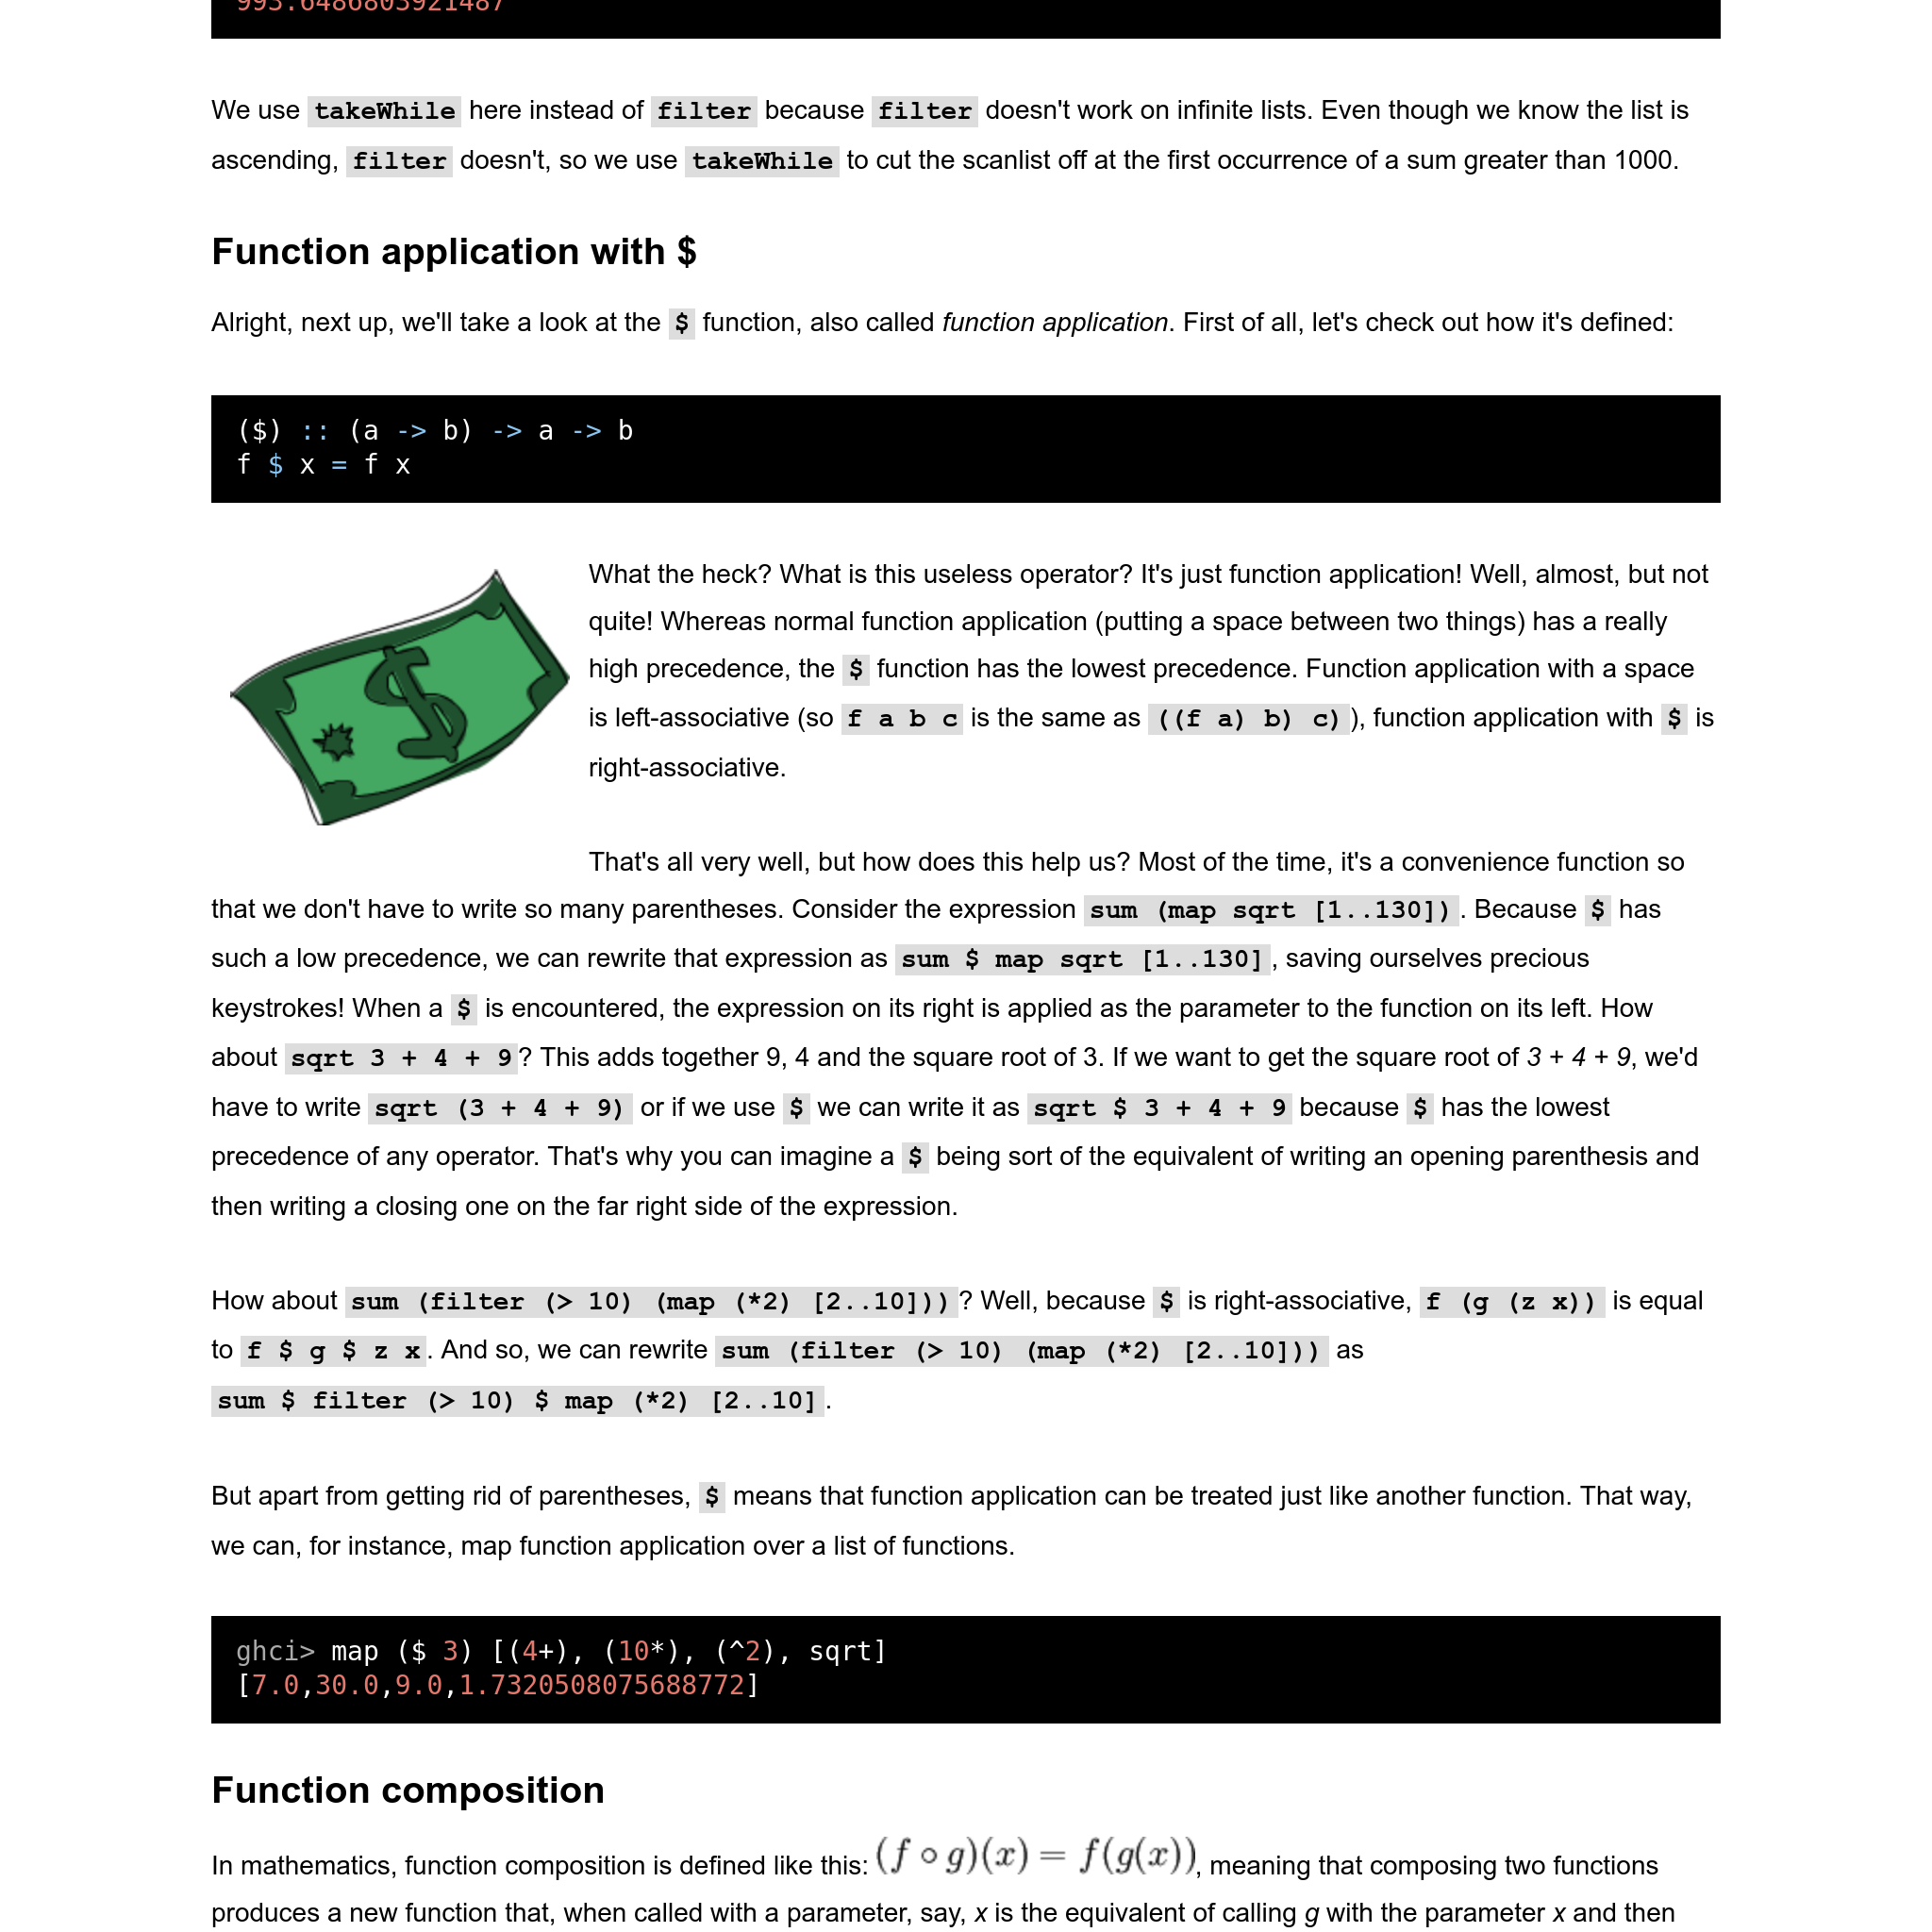 993.6486803921487
We use takeWhile here instead of filter because filter doesn't work on infinite lists. Even though we know the list is
ascending, filter doesn't, so we use takeWhile to cut the scanlist off at the first occurrence of a sum greater than 1000.
Function application with $
Alright, next up, we'll take a look at the $ function, also called function application. First of all, let's check out how it's defined:
($) :: (a -> b) -> a -> b
f $ x = f x
What the heck? What is this useless operator? It's just function application! Well, almost, but not
quite! Whereas normal function application (putting a space between two things) has a really
high precedence, the $ function has the lowest precedence. Function application with a space
is left-associative (so f a b c is the same as ((f a) b) c)), function application with $ is
right-associative.
$
That's all very well, but how does this help us? Most of the time, it's a convenience function so
that we don't have to write so many parentheses. Consider the expression sum (map sqrt [1..130]). Because $ has
such a low precedence, we can rewrite that expression as sum $ map sqrt [1..130], saving ourselves precious
keystrokes! When a $ is encountered, the expression on its right is applied as the parameter to the function on its left. How
about sqrt 3 + 4 + 9? This adds together 9, 4 and the square root of 3. If we want to get the square root of 3 + 4 + 9, we'd
have to write sqrt (3 + 4 + 9) or if we use $ we can write it as sqrt $ 3 + 4 + 9 because $ has the lowest
precedence of any operator. That's why you can imagine a $ being sort of the equivalent of writing an opening parenthesis and
then writing a closing one on the far right side of the expression.
How about sum (filter (> 10) (map (*2) [2..10]))? Well, because $ is right-associative, f (g (z x)) is equal
to f $ g $ z x. And so, we can rewrite sum (filter (> 10) (map (*2) [2..10])) as
sum $ filter (> 10) $ map (*2) [2..10].
But apart from getting rid of parentheses, $ means that function application can be treated just like another function. That way,
we can, for instance, map function application over a list of functions.
ghci> map ($ 3) [(4+), (10*), (^2), sqrt]
[7.0,30.0,9.0,1.7320508075688772]
Function composition
In mathematics, function composition is defined like this: (f ∘ g)(x) = f(g(x)), meaning that composing two functions
produces a new function that, when called with a parameter, say, x is the equivalent of calling g with the parameter x and then